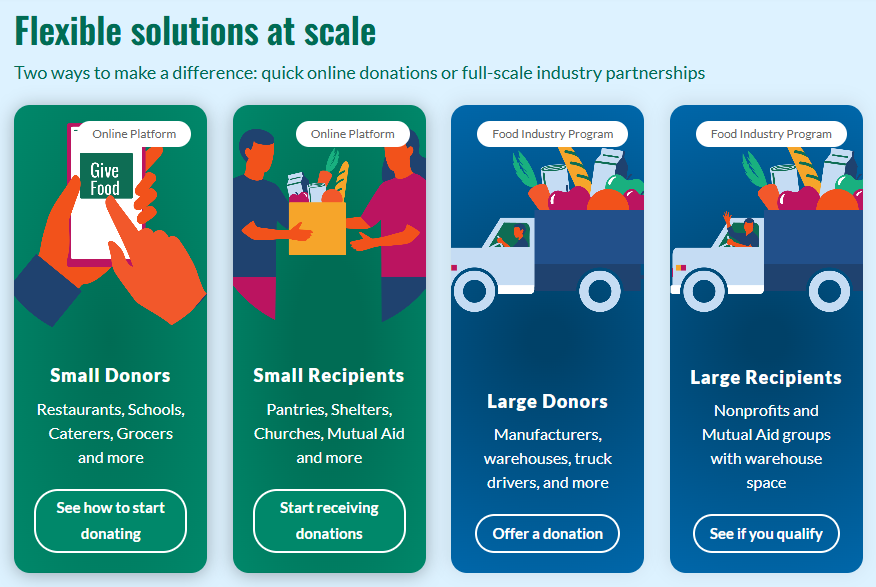 Flexible solutions at scale
Two ways to make a difference: quick online donations or full-scale industry partnerships
Online Platform
Give
Food
Small Donors
Restaurants, Schools,
Caterers, Grocers
and more
See how to start
donating
Online Platform
Small Recipients
Pantries, Shelters,
Churches, Mutual Aid
and more
Start receiving
donations
Food Industry Program
Large Donors
Manufacturers,
warehouses, truck
drivers, and more
Offer a donation
Food Industry Program
Large Recipients
Nonprofits and
Mutual Aid groups
with warehouse
space
See if you qualify